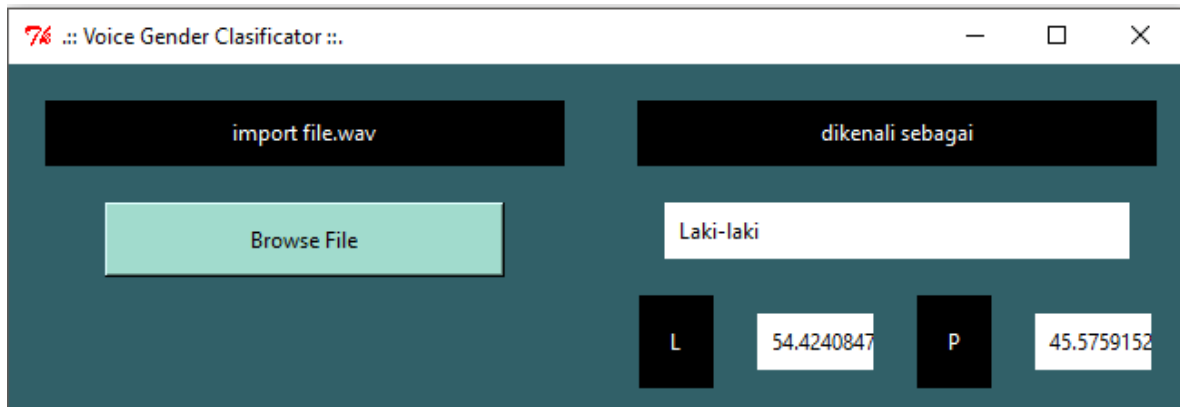 .:: Voice Gender Clasificator ::.
import file.wav
dikenali sebagai
Browse File
Laki-laki
L
54.4240847
P
45.5759152